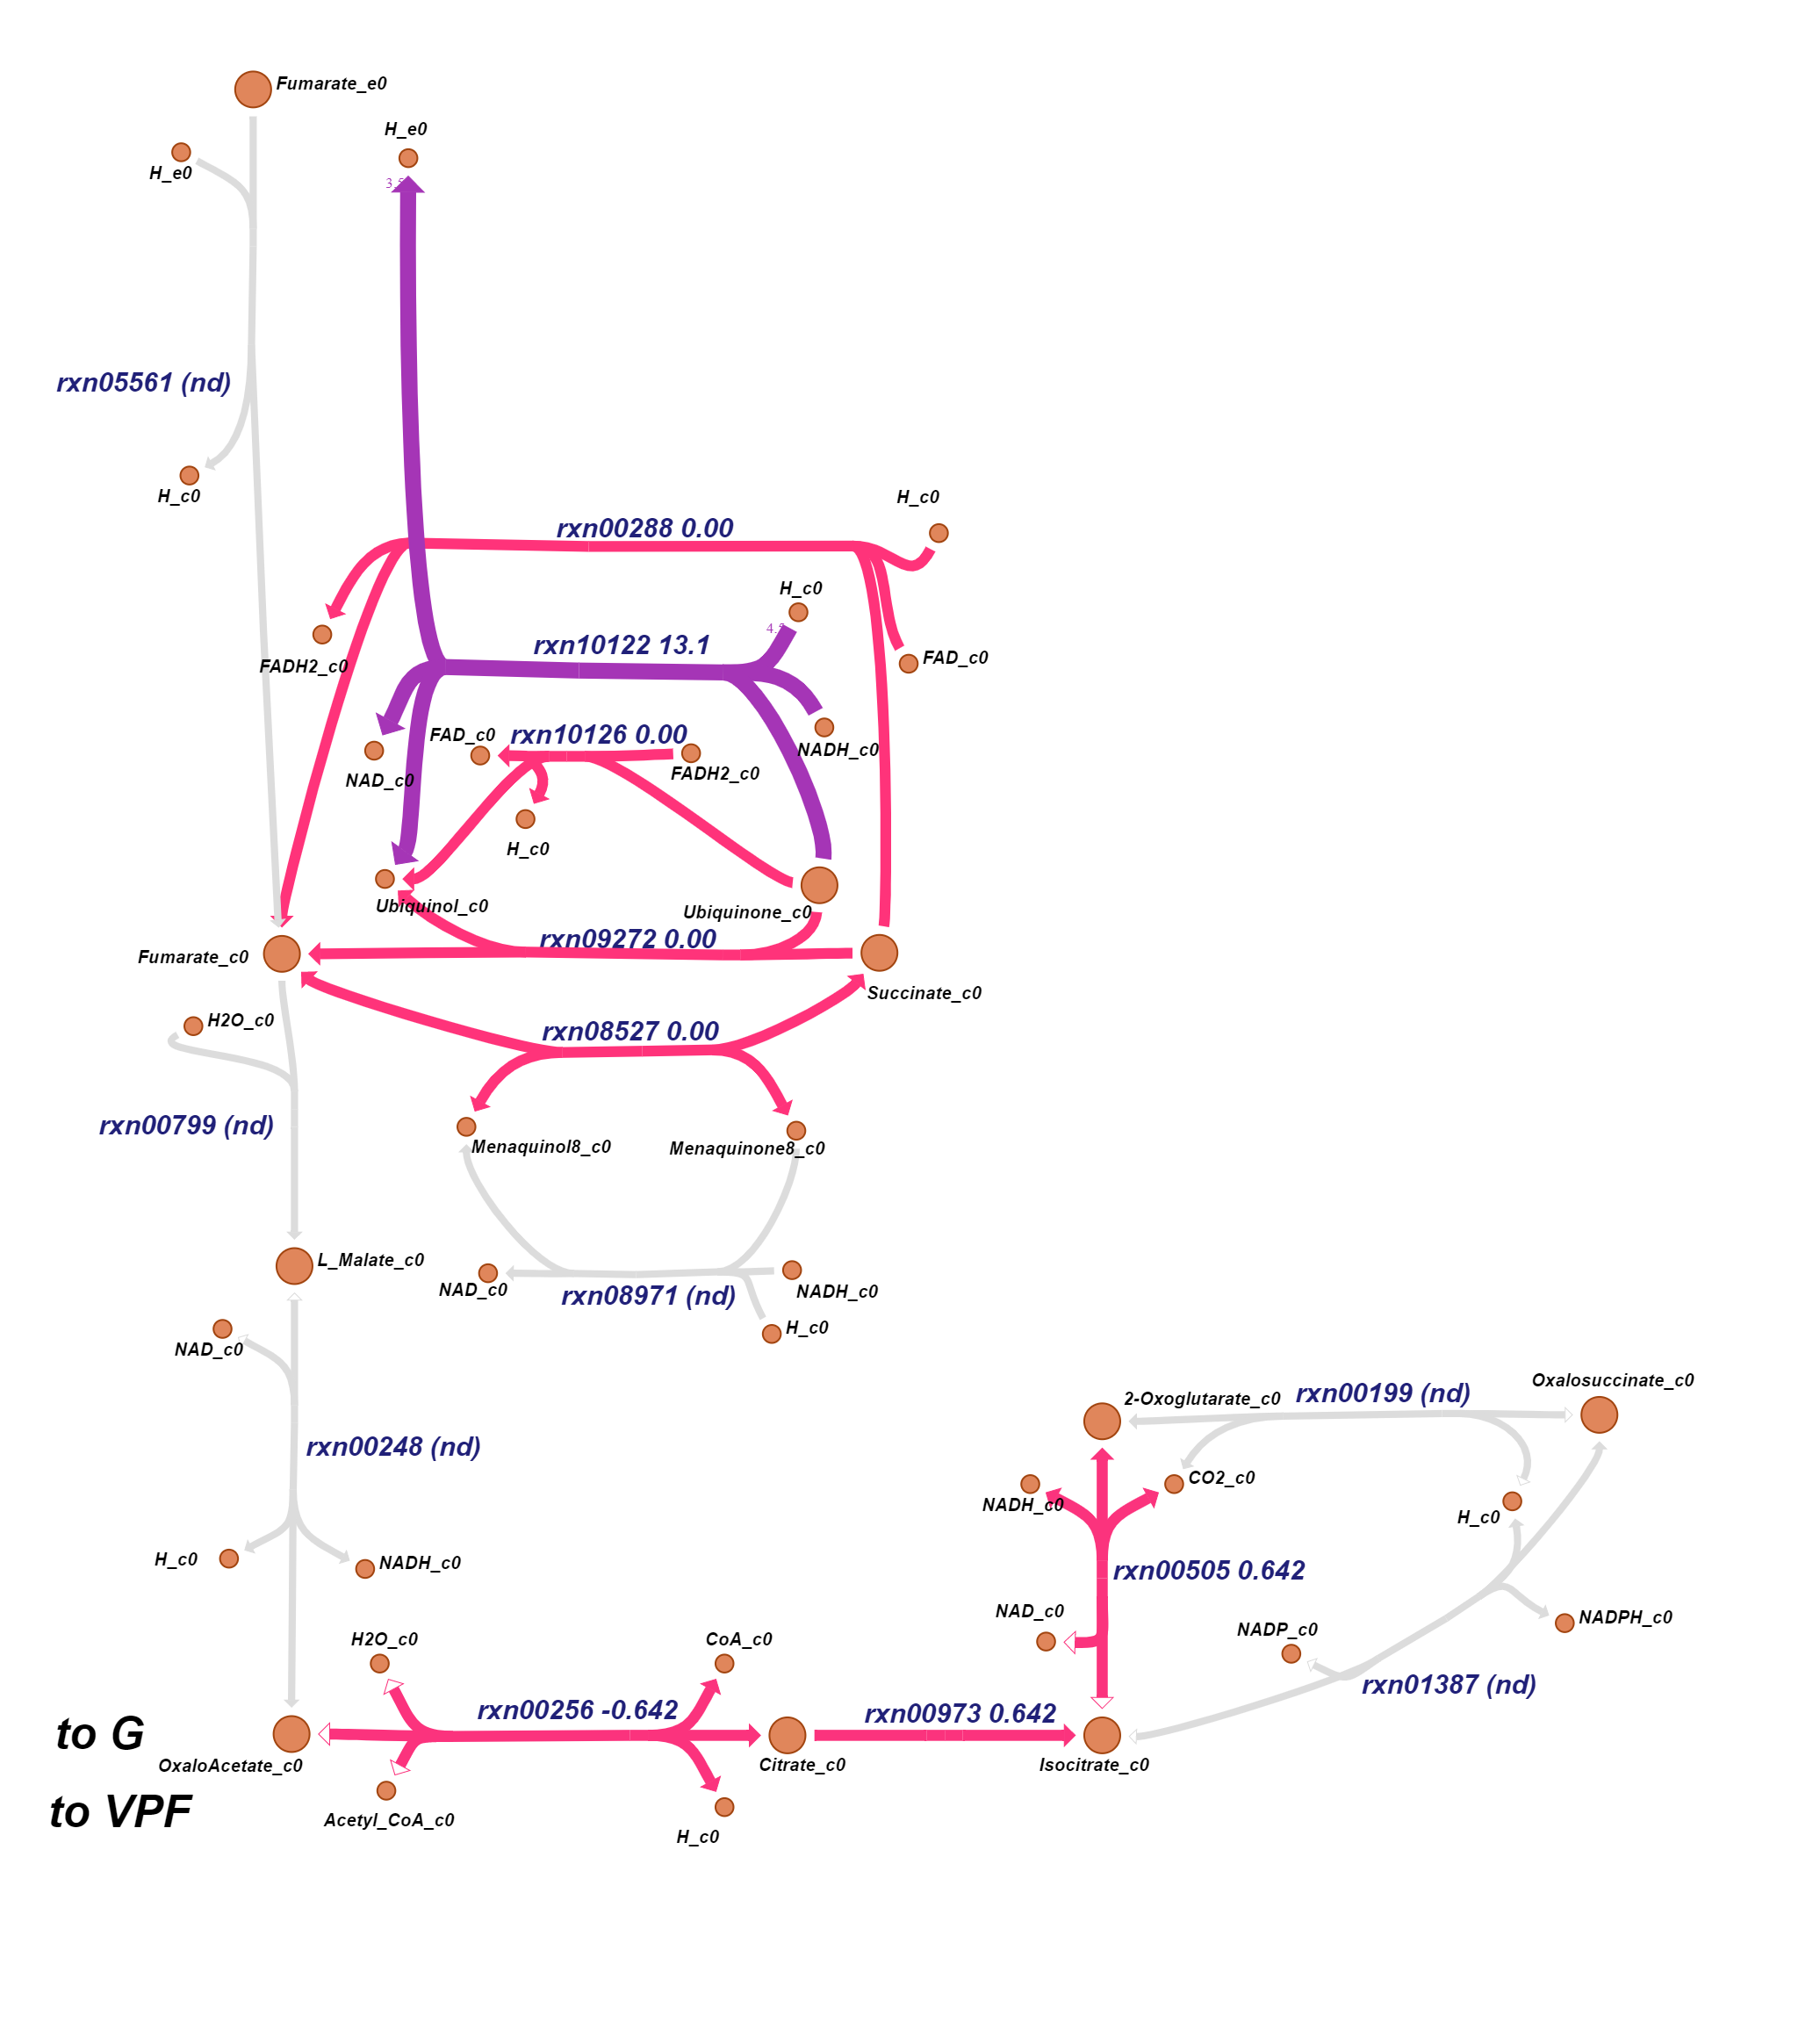 Fumarate_e0
H_e0
H_e0
rxn05561 (nd)
H_c0
H_c0
rxn00288 0.00
H_c0
rxn10122 13.1
FADH2_c0
FAD_c0
FAD_c0
rxn10126 0.00
NADH_c0
NAD_c0
FADH2_c0
H_c0
Ubiquinol_c0
Ubiquinone_c0
rxn09272 0.00
Fumarate_c0
Succinate_c0
H2O_c0
rxn08527 0.00
rxn00799 (nd)
Menaquinol8_c0
Menaquinone8_c0
L_Malate_c0
NAD_c0
rxn08971 (nd)
NADH_c0
H_c0
NAD_c0
2-Oxoglutarate_c0
rxn00199 (nd)
Oxalosuccinate_c0
rxn00248 (nd)
NADH_c0
CO2_c0
H_c0
H_c0
NADH_c0
rxn00505 0.642
NAD_c0
NADP_c0
NADPH_c0
H2O_c0
CoA_c0
rxn01387 (nd)
to G
rxn00256 -0.642
rxn00973 0.642
OxaloAcetate_c0
Citrate_c0
Isocitrate_c0
to VPF
Acetyl_CoA_c0
H_c0